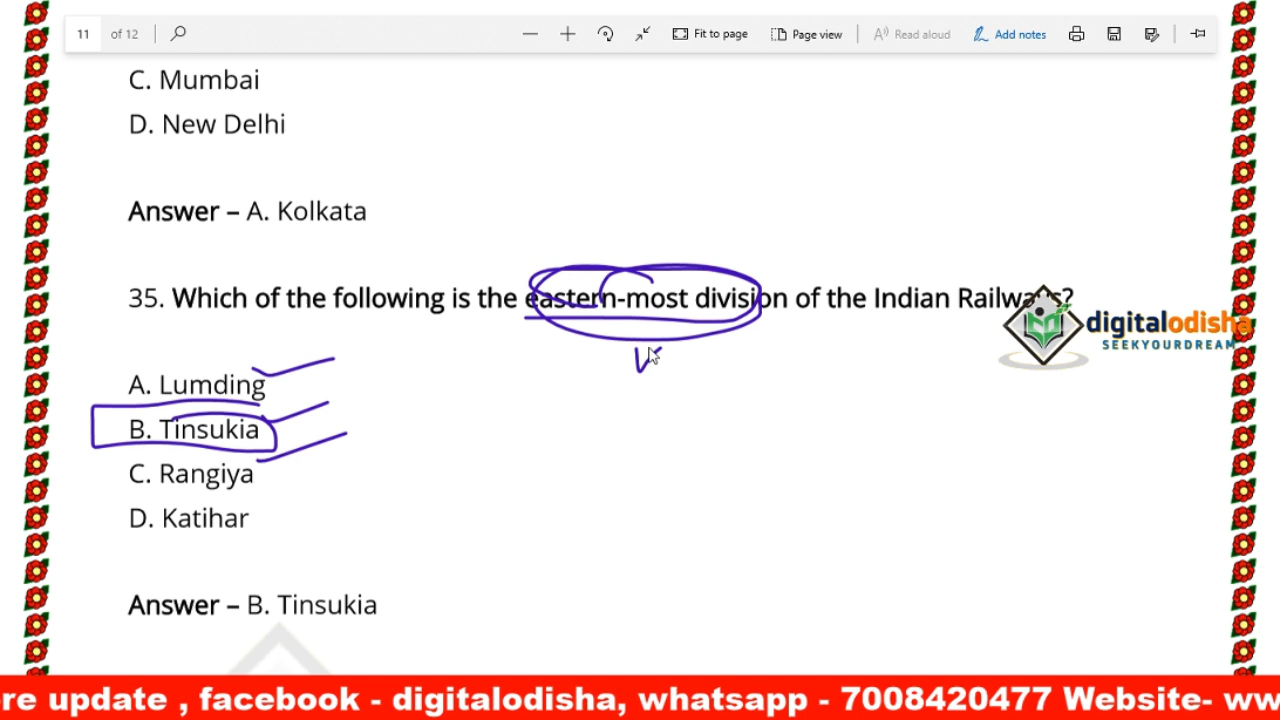 11 of 12 Fit to page Page view Read aloud Add notes
C. Mumbai
D. New Delhi
Answer – A. Kolkata
35. Which of the following is the eastern-most division of the Indian Railways?
digitalodisha
SEEKYOURDREAM
A. Lumding
B. Tinsukia
C. Rangiya
D. Katihar
Answer – B. Tinsukia
re update , facebook - digitalodisha, whatsapp - 7008420477 Website- ww